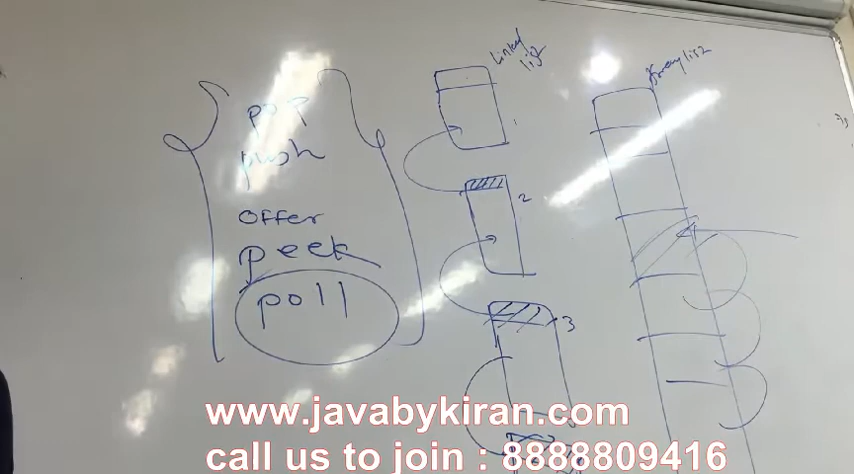 pop
push
offer
peek
poll
Linked
list
1
2
3
Array list
www.javabykiran.com
call us to join : 8888809416